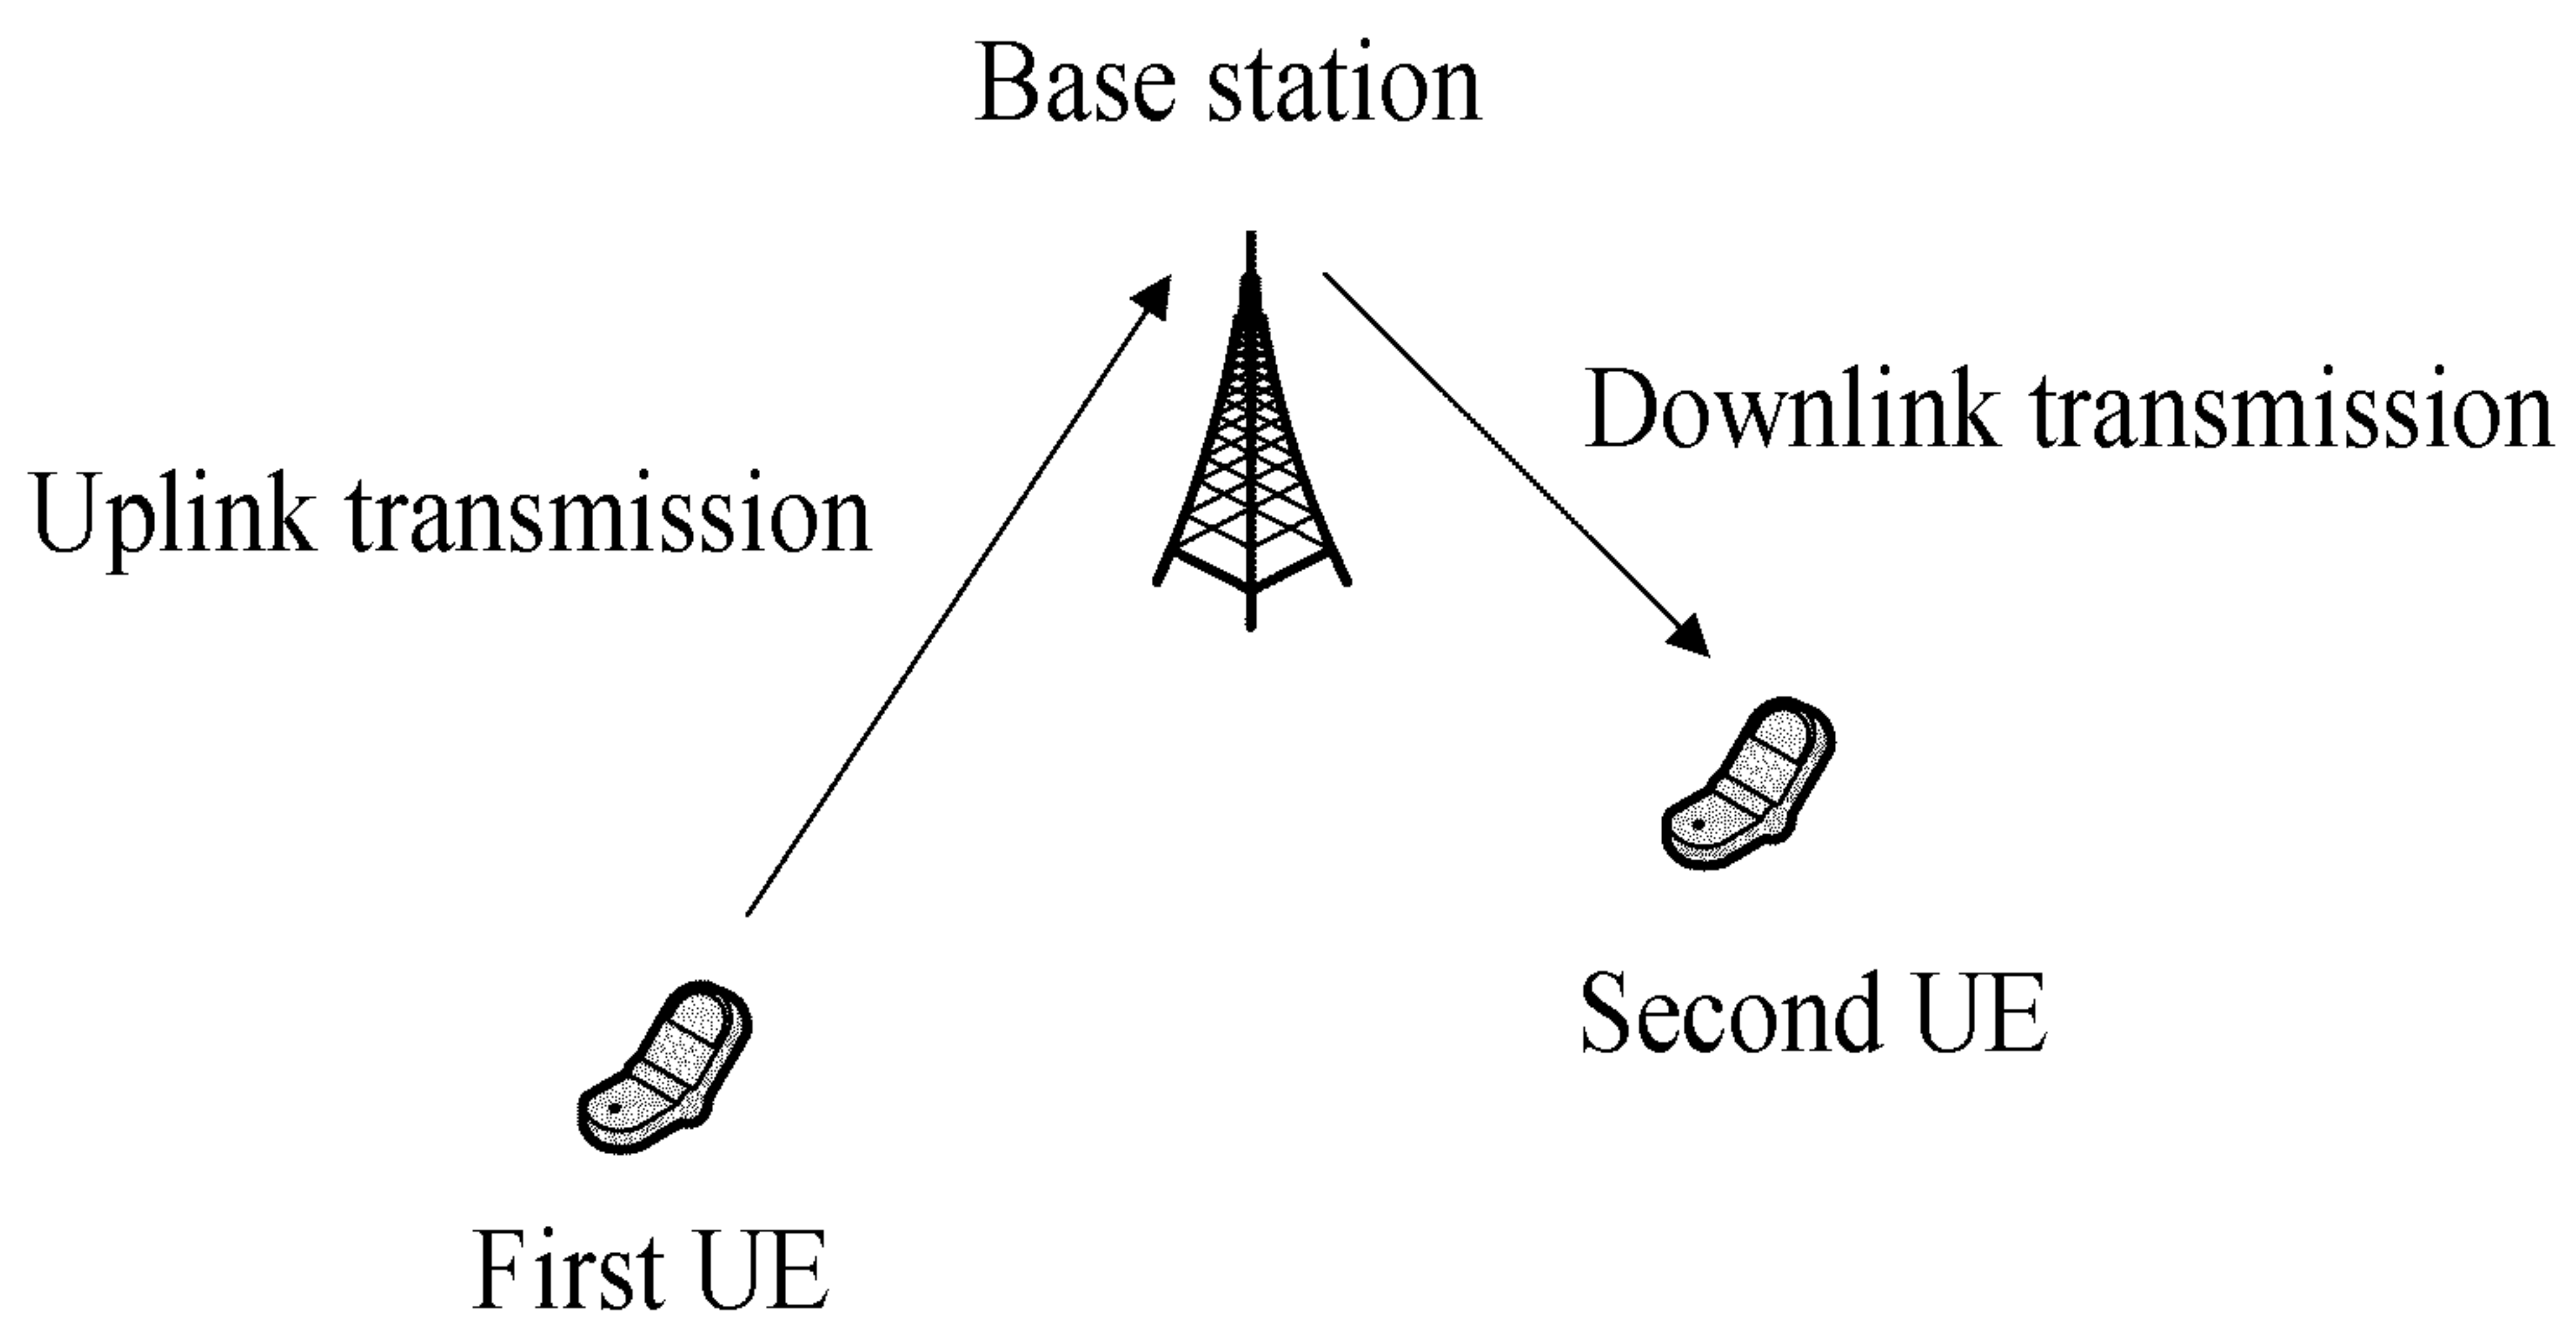 Base station
Downlink transmission
Uplink transmission
Second UE
First UE